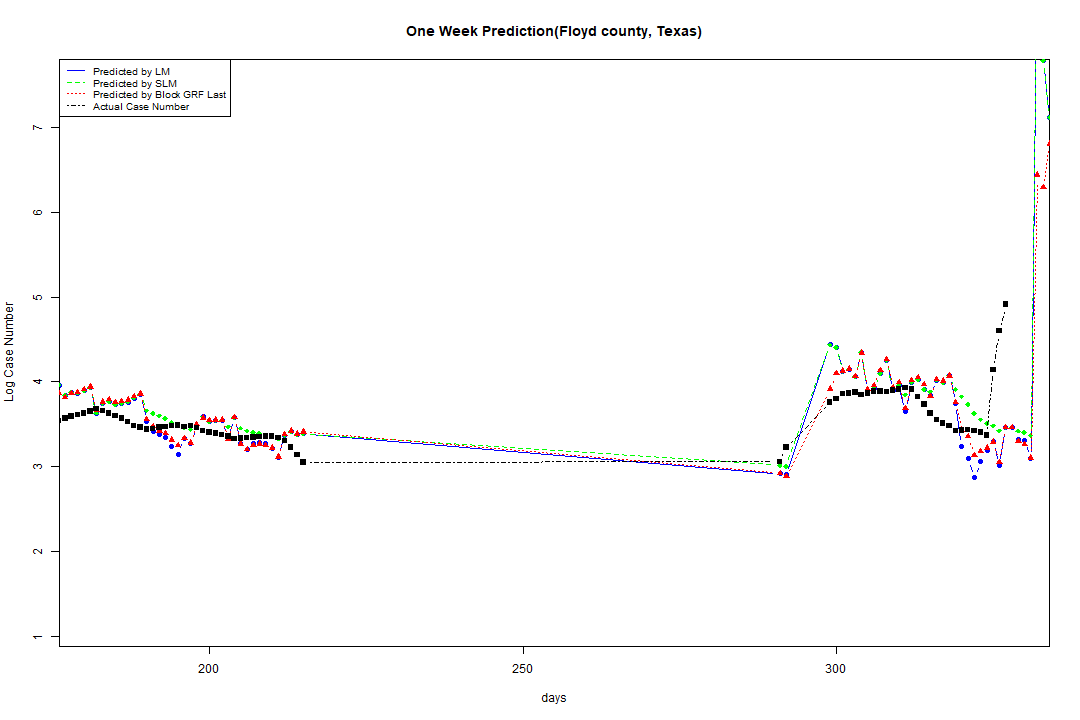 One Week Prediction(Floyd county, Texas)
Predicted by LM
Predicted by SLM
Predicted by Block GRF Last
Actual Case Number
7
6
5
4
3
2
1
Log Case Number
200 250 300
days